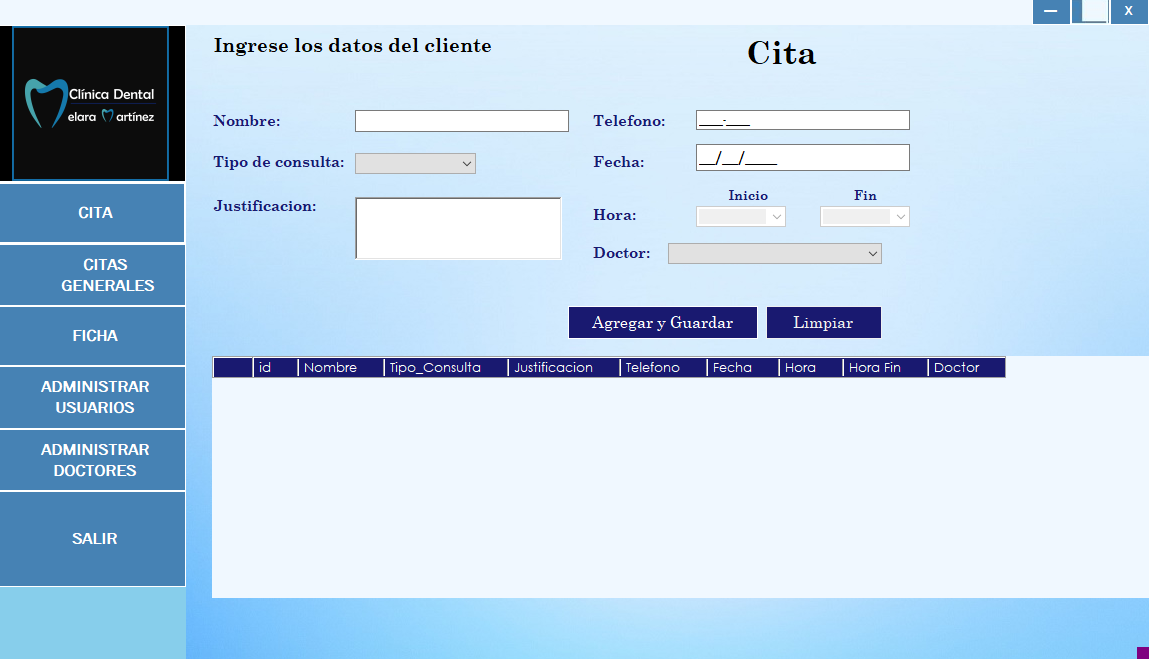 X
Clínica Dental
elara artínez
CITA
CITAS
GENERALES
FICHA
ADMINISTRAR
USUARIOS
ADMINISTRAR
DOCTORES
SALIR
Ingrese los datos del cliente
Cita
Nombre:
Telefono:
___-___
Tipo de consulta:
Fecha:
__/__/____
Justificacion:
Inicio
Fin
Hora:
Doctor:
Agregar y Guardar
Limpiar
id Nombre Tipo_Consulta Justificacion Telefono Fecha Hora Hora Fin Doctor